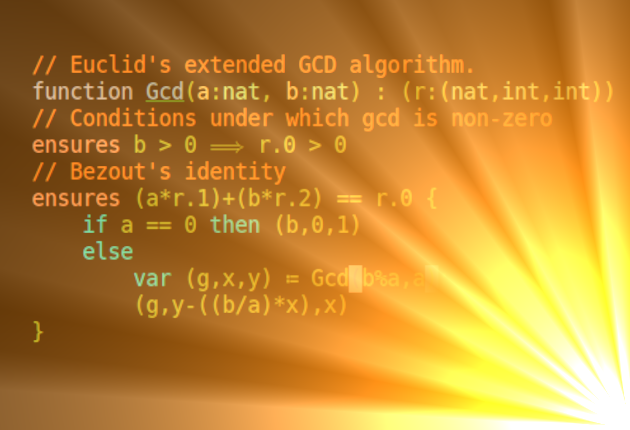 // Euclid's extended GCD algorithm.
function Gcd(a:nat, b:nat) : (r:(nat,int,int))
// Conditions under which gcd is non-zero
ensures b > 0 ⟹ r.0 > 0
// Bezout's identity
ensures (a*r.1)+(b*r.2) == r.0 {
    if a == 0 then (b,0,1)
    else
        var (g,x,y) ≔ Gcd(b%a,a)
        (g,y-((b/a)*x),x)
}